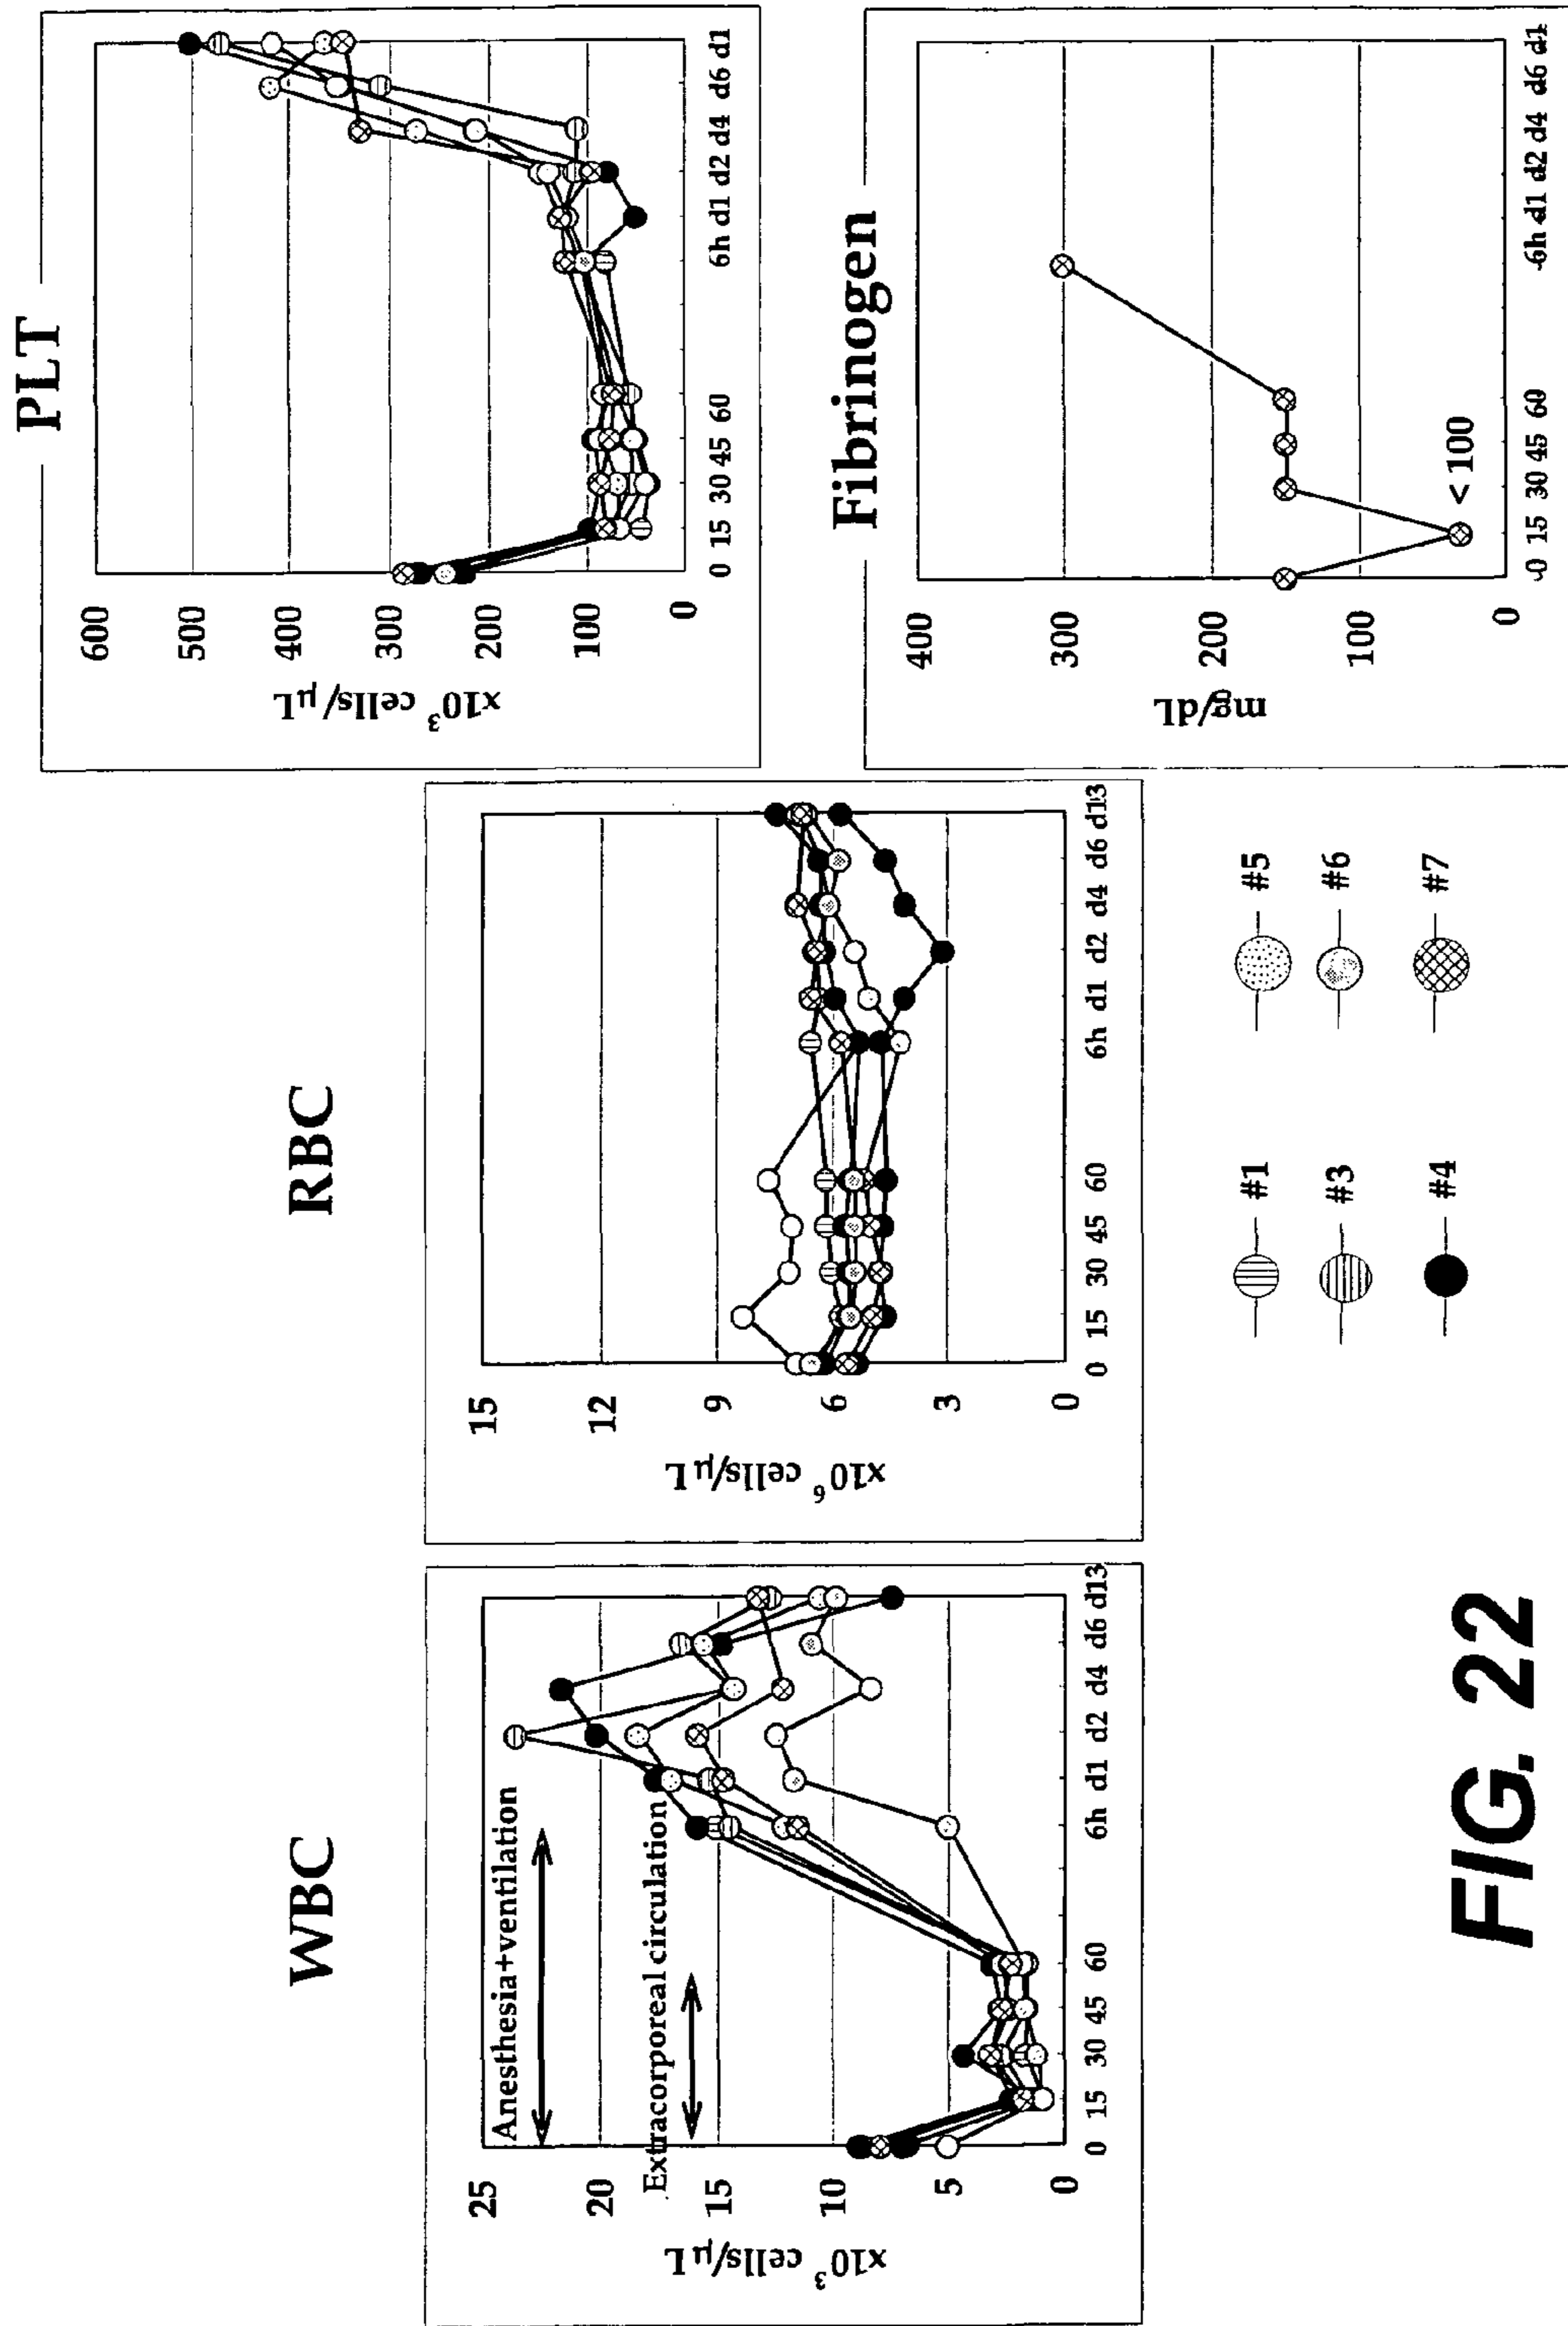 WBC
25
20
15
10
5
0
x10³ cells/µL
Anesthesia+ventilation
Extracorporeal circulation
0 15 30 45 60 6h d1 d2 d4 d6 d13
RBC
15
12
9
6
3
0
x10⁶ cells/µL
0 15 30 45 60 6h d1 d2 d4 d6 d13
PLT
600
500
400
300
200
100
0
x10³ cells/µL
0 15 30 45 60 6h d1 d2 d4 d6 d1
Fibrinogen
400
300
200
100
0
mg/dL
< 100
0 15 30 45 60 6h d1 d2 d4 d6 d1
#1 #5
#3 #6
#4 #7
FIG. 22